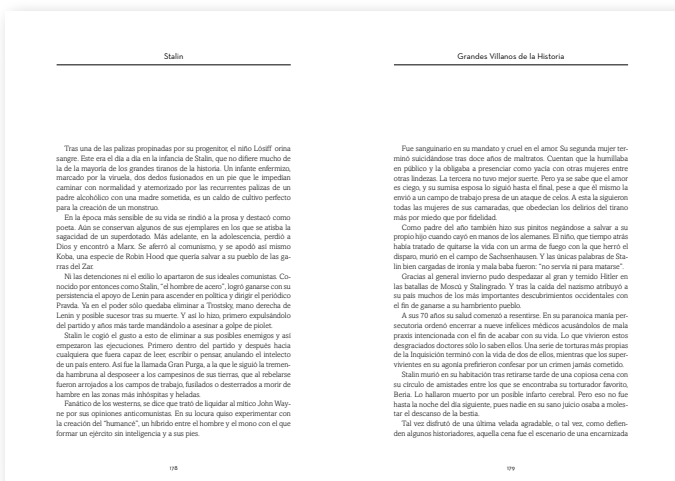 Stalin
Tras una de las palizas propinadas por su progenitor, el niño Lósiff orina
sangre. Este era el día a día en la infancia de Stalin, que no difiere mucho de
la de la mayoría de los grandes tiranos de la historia. Un infante enfermizo,
marcado por la viruela, dos dedos fusionados en un pie que le impedían
caminar con normalidad y atemorizado por las recurrentes palizas de un
padre alcohólico con una madre sometida, es un caldo de cultivo perfecto
para la creación de un monstruo.
En la época más sensible de su vida se rindió a la prosa y destacó como
poeta. Aún se conservan algunos de sus ejemplares en los que se atisba la
sagacidad de un superdotado. Más adelante, en la adolescencia, perdió a
Dios y encontró a Marx. Se aferró al comunismo, y se apodó así mismo
Koba, una especie de Robin Hood que quería salvar a su pueblo de las ga-
rras del Zar.
Ni las detenciones ni el exilio lo apartaron de sus ideales comunistas. Co-
nocido por entonces como Stalin, “el hombre de acero”, logró ganarse con su
persistencia el apoyo de Lenin para ascender en política y dirigir el periódico
Pravda. Ya en el poder sólo quedaba eliminar a Trostsky, mano derecha de
Lenin y posible sucesor tras su muerte. Y así lo hizo, primero expulsándolo
del partido y años más tarde mandándolo a asesinar a golpe de piolet.
Stalin le cogió el gusto a esto de eliminar a sus posibles enemigos y así
empezaron las ejecuciones. Primero dentro del partido y después hacia
cualquiera que fuera capaz de leer, escribir o pensar, anulando el intelecto
de un país entero. Así fue la llamada Gran Purga, a la que le siguió la tremen-
da hambruna al desposeer a los campesinos de sus tierras, que al rebelarse
fueron arrojados a los campos de trabajo, fusilados o desterrados a morir de
hambre en las zonas más inhóspitas y heladas.
Fanático de los westerns, se dice que trató de liquidar al mítico John Way-
ne por sus opiniones anticomunistas. En su locura quiso experimentar con
la creación del “humancé”, un híbrido entre el hombre y el mono con el que
formar un ejército sin inteligencia y a sus pies.
178
Grandes Villanos de la Historia
Fue sanguinario en su mandato y cruel en el amor. Su segunda mujer ter-
minó suicidándose tras doce años de maltratos. Cuentan que la humillaba
en público y la obligaba a presenciar como yacía con otras mujeres entre
otras lindezas. La tercera no tuvo mejor suerte. Pero ya se sabe que el amor
es ciego, y su sumisa esposa lo siguió hasta el final, pese a que él mismo la
envió a un campo de trabajo presa de un ataque de celos. A esta la siguieron
todas las mujeres de sus camaradas, que obedecían los delirios del tirano
más por miedo que por fidelidad.
Como padre del año también hizo sus pinitos negándose a salvar a su
propio hijo cuando cayó en manos de los alemanes. El niño, que tiempo atrás
había tratado de quitarse la vida con un arma de fuego con la que herró el
disparo, murió en el campo de Sachsenhausen. Y las únicas palabras de Sta-
lin bien cargadas de ironía y mala baba fueron: “no servía ni para matarse”.
Gracias al general invierno pudo despedazar al gran y temido Hitler en
las batallas de Moscú y Stalingrado. Y tras la caída del nazismo atribuyó a
su país muchos de los más importantes descubrimientos occidentales con
el fin de ganarse a su hambriento pueblo.
A sus 70 años su salud comenzó a resentirse. En su paranoica manía per-
secutoria ordenó encerrar a nueve infelices médicos acusándolos de mala
praxis intencionada con el fin de acabar con su vida. Lo que vivieron estos
desgraciados doctores sólo lo saben ellos. Una serie de torturas más propias
de la Inquisición terminó con la vida de dos de ellos, mientras que los super-
vivientes en su agonía prefirieron confesar por un crimen jamás cometido.
Stalin murió en su habitación tras retirarse tarde de una copiosa cena con
su círculo de amistades entre los que se encontraba su torturador favorito,
Beria. Lo hallaron muerto por un posible infarto cerebral. Pero eso no fue
hasta la noche del día siguiente, pues nadie en su sano juicio osaba a moles-
tar el descanso de la bestia.
Tal vez disfrutó de una última velada agradable, o tal vez, como defien-
den algunos historiadores, aquella cena fue el escenario de una encarnizada
179